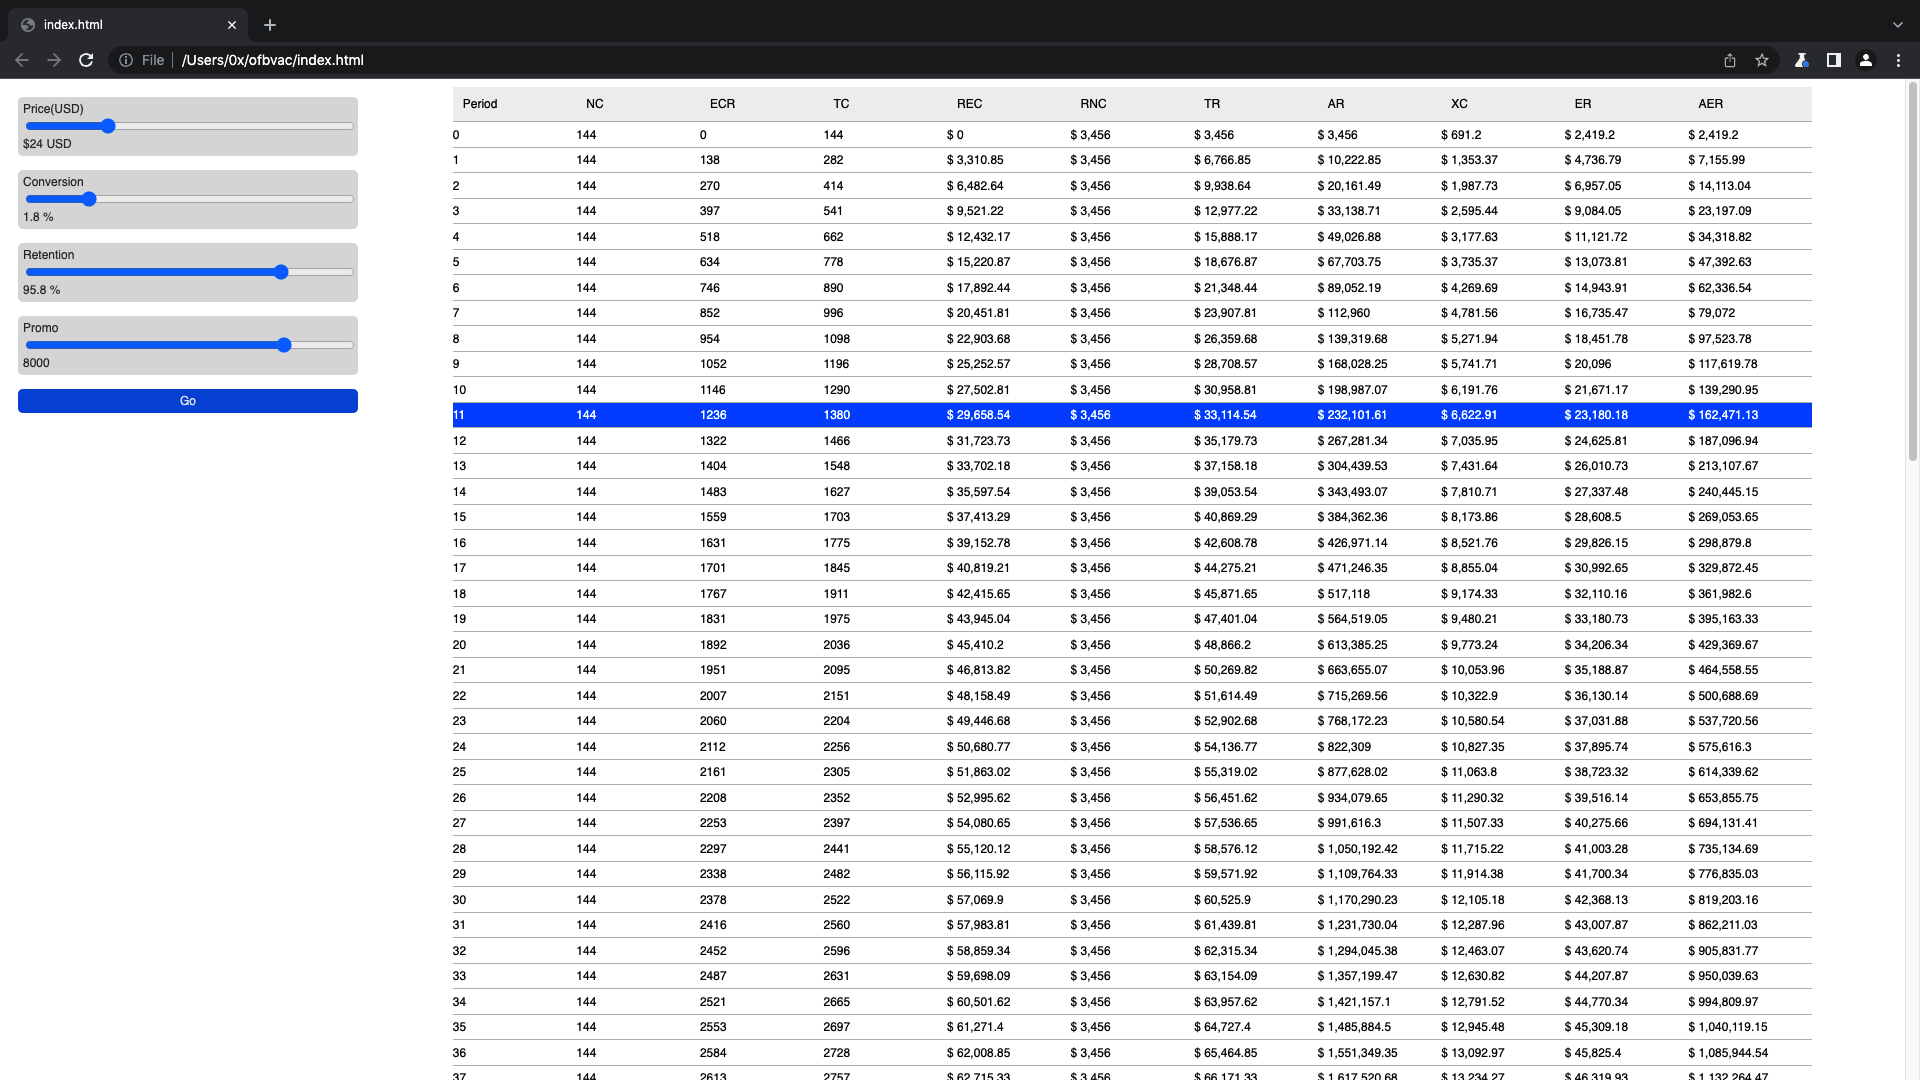 index.html
File /Users/0x/ofbvac/index.html
Price(USD)
$24 USD
Conversion
1.8 %
Retention
95.8 %
Promo
8000
Go
Period NC ECR TC REC RNC TR AR XC ER AER
0 144 0 144 $ 0 $ 3,456 $ 3,456 $ 3,456 $ 691.2 $ 2,419.2 $ 2,419.2
1 144 138 282 $ 3,310.85 $ 3,456 $ 6,766.85 $ 10,222.85 $ 1,353.37 $ 4,736.79 $ 7,155.99
2 144 270 414 $ 6,482.64 $ 3,456 $ 9,938.64 $ 20,161.49 $ 1,987.73 $ 6,957.05 $ 14,113.04
3 144 397 541 $ 9,521.22 $ 3,456 $ 12,977.22 $ 33,138.71 $ 2,595.44 $ 9,084.05 $ 23,197.09
4 144 518 662 $ 12,432.17 $ 3,456 $ 15,888.17 $ 49,026.88 $ 3,177.63 $ 11,121.72 $ 34,318.82
5 144 634 778 $ 15,220.87 $ 3,456 $ 18,676.87 $ 67,703.75 $ 3,735.37 $ 13,073.81 $ 47,392.63
6 144 746 890 $ 17,892.44 $ 3,456 $ 21,348.44 $ 89,052.19 $ 4,269.69 $ 14,943.91 $ 62,336.54
7 144 852 996 $ 20,451.81 $ 3,456 $ 23,907.81 $ 112,960 $ 4,781.56 $ 16,735.47 $ 79,072
8 144 954 1098 $ 22,903.68 $ 3,456 $ 26,359.68 $ 139,319.68 $ 5,271.94 $ 18,451.78 $ 97,523.78
9 144 1052 1196 $ 25,252.57 $ 3,456 $ 28,708.57 $ 168,028.25 $ 5,741.71 $ 20,096 $ 117,619.78
10 144 1146 1290 $ 27,502.81 $ 3,456 $ 30,958.81 $ 198,987.07 $ 6,191.76 $ 21,671.17 $ 139,290.95
11 144 1236 1380 $ 29,658.54 $ 3,456 $ 33,114.54 $ 232,101.61 $ 6,622.91 $ 23,180.18 $ 162,471.13
12 144 1322 1466 $ 31,723.73 $ 3,456 $ 35,179.73 $ 267,281.34 $ 7,035.95 $ 24,625.81 $ 187,096.94
13 144 1404 1548 $ 33,702.18 $ 3,456 $ 37,158.18 $ 304,439.53 $ 7,431.64 $ 26,010.73 $ 213,107.67
14 144 1483 1627 $ 35,597.54 $ 3,456 $ 39,053.54 $ 343,493.07 $ 7,810.71 $ 27,337.48 $ 240,445.15
15 144 1559 1703 $ 37,413.29 $ 3,456 $ 40,869.29 $ 384,362.36 $ 8,173.86 $ 28,608.5 $ 269,053.65
16 144 1631 1775 $ 39,152.78 $ 3,456 $ 42,608.78 $ 426,971.14 $ 8,521.76 $ 29,826.15 $ 298,879.8
17 144 1701 1845 $ 40,819.21 $ 3,456 $ 44,275.21 $ 471,246.35 $ 8,855.04 $ 30,992.65 $ 329,872.45
18 144 1767 1911 $ 42,415.65 $ 3,456 $ 45,871.65 $ 517,118 $ 9,174.33 $ 32,110.16 $ 361,982.6
19 144 1831 1975 $ 43,945.04 $ 3,456 $ 47,401.04 $ 564,519.05 $ 9,480.21 $ 33,180.73 $ 395,163.33
20 144 1892 2036 $ 45,410.2 $ 3,456 $ 48,866.2 $ 613,385.25 $ 9,773.24 $ 34,206.34 $ 429,369.67
21 144 1951 2095 $ 46,813.82 $ 3,456 $ 50,269.82 $ 663,655.07 $ 10,053.96 $ 35,188.87 $ 464,558.55
22 144 2007 2151 $ 48,158.49 $ 3,456 $ 51,614.49 $ 715,269.56 $ 10,322.9 $ 36,130.14 $ 500,688.69
23 144 2060 2204 $ 49,446.68 $ 3,456 $ 52,902.68 $ 768,172.23 $ 10,580.54 $ 37,031.88 $ 537,720.56
24 144 2112 2256 $ 50,680.77 $ 3,456 $ 54,136.77 $ 822,309 $ 10,827.35 $ 37,895.74 $ 575,616.3
25 144 2161 2305 $ 51,863.02 $ 3,456 $ 55,319.02 $ 877,628.02 $ 11,063.8 $ 38,723.32 $ 614,339.62
26 144 2208 2352 $ 52,995.62 $ 3,456 $ 56,451.62 $ 934,079.65 $ 11,290.32 $ 39,516.14 $ 653,855.75
27 144 2253 2397 $ 54,080.65 $ 3,456 $ 57,536.65 $ 991,616.3 $ 11,507.33 $ 40,275.66 $ 694,131.41
28 144 2297 2441 $ 55,120.12 $ 3,456 $ 58,576.12 $ 1,050,192.42 $ 11,715.22 $ 41,003.28 $ 735,134.69
29 144 2338 2482 $ 56,115.92 $ 3,456 $ 59,571.92 $ 1,109,764.33 $ 11,914.38 $ 41,700.34 $ 776,835.03
30 144 2378 2522 $ 57,069.9 $ 3,456 $ 60,525.9 $ 1,170,290.23 $ 12,105.18 $ 42,368.13 $ 819,203.16
31 144 2416 2560 $ 57,983.81 $ 3,456 $ 61,439.81 $ 1,231,730.04 $ 12,287.96 $ 43,007.87 $ 862,211.03
32 144 2452 2596 $ 58,859.34 $ 3,456 $ 62,315.34 $ 1,294,045.38 $ 12,463.07 $ 43,620.74 $ 905,831.77
33 144 2487 2631 $ 59,698.09 $ 3,456 $ 63,154.09 $ 1,357,199.47 $ 12,630.82 $ 44,207.87 $ 950,039.63
34 144 2521 2665 $ 60,501.62 $ 3,456 $ 63,957.62 $ 1,421,157.1 $ 12,791.52 $ 44,770.34 $ 994,809.97
35 144 2553 2697 $ 61,271.4 $ 3,456 $ 64,727.4 $ 1,485,884.5 $ 12,945.48 $ 45,309.18 $ 1,040,119.15
36 144 2584 2728 $ 62,008.85 $ 3,456 $ 65,464.85 $ 1,551,349.35 $ 13,092.97 $ 45,825.4 $ 1,085,944.54
37 144 2613 2757 $ 62,715.33 $ 3,456 $ 66,171.33 $ 1,617,520.68 $ 13,234.27 $ 46,319.93 $ 1,132,264.47